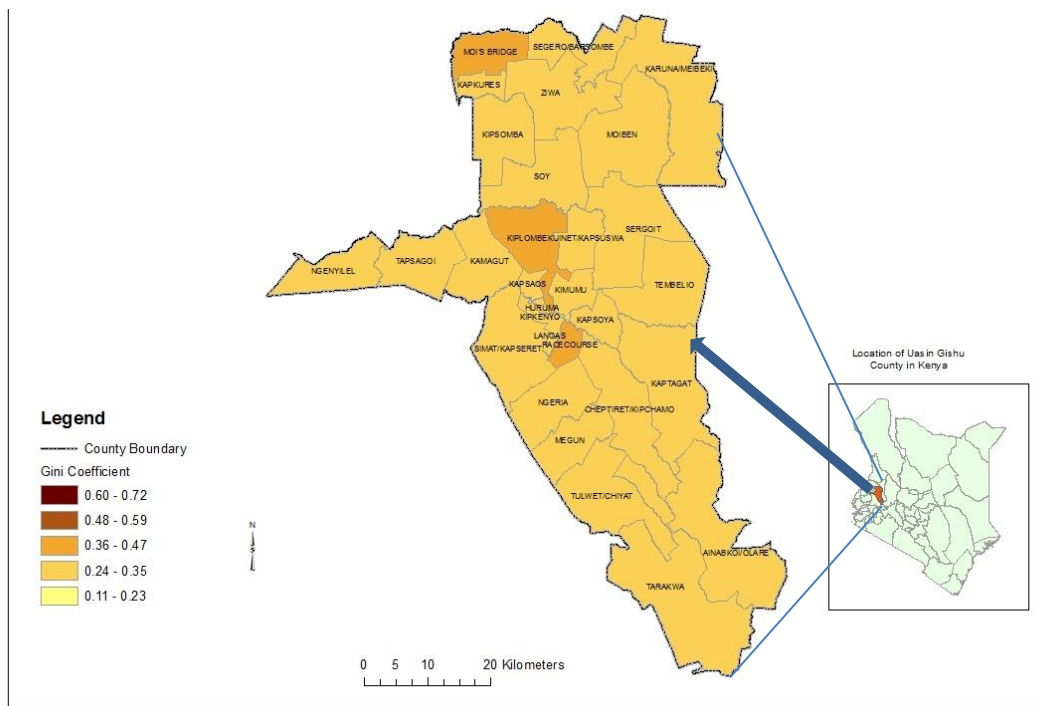 MOI'S BRIDGE
SEGERO/BARSOMBE
KARUNA/MEIBEKI
KAPKURES
ZIWA
KIPSOMBA
MOIBEN
SOY
SERGOIT
KIPLOMBE
KUINET/KAPSUSWA
KAMAGUT
TAPSAGOI
NGENYILEL
KAPSAOS
KIMUMU
TEMBELIO
HURUMA
KIPKENYO
KAPSOYA
LANGAS
RACECOURSE
SIMAT/KAPSERET
KAPTAGAT
NGERIA
CHEPTIRET/KIPCHAMO
MEGUN
TULWET/CHIYAT
AINABKOI/OLARE
TARAKWA
Location of Uasin Gishu
County in Kenya
Legend
County Boundary
Gini Coefficient
0.60 - 0.72
0.48 - 0.59
0.36 - 0.47
0.24 - 0.35
0.11 - 0.23
N
0 5 10 20 Kilometers